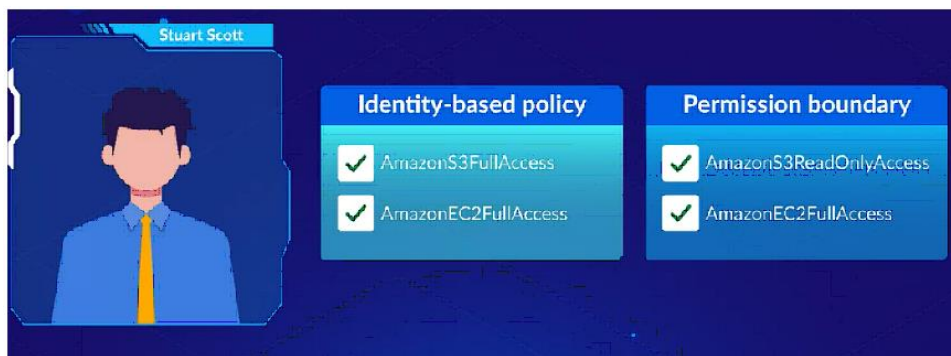 Stuart Scott
Identity-based policy
AmazonS3FullAccess
AmazonEC2FullAccess
Permission boundary
AmazonS3ReadOnlyAccess
AmazonEC2FullAccess